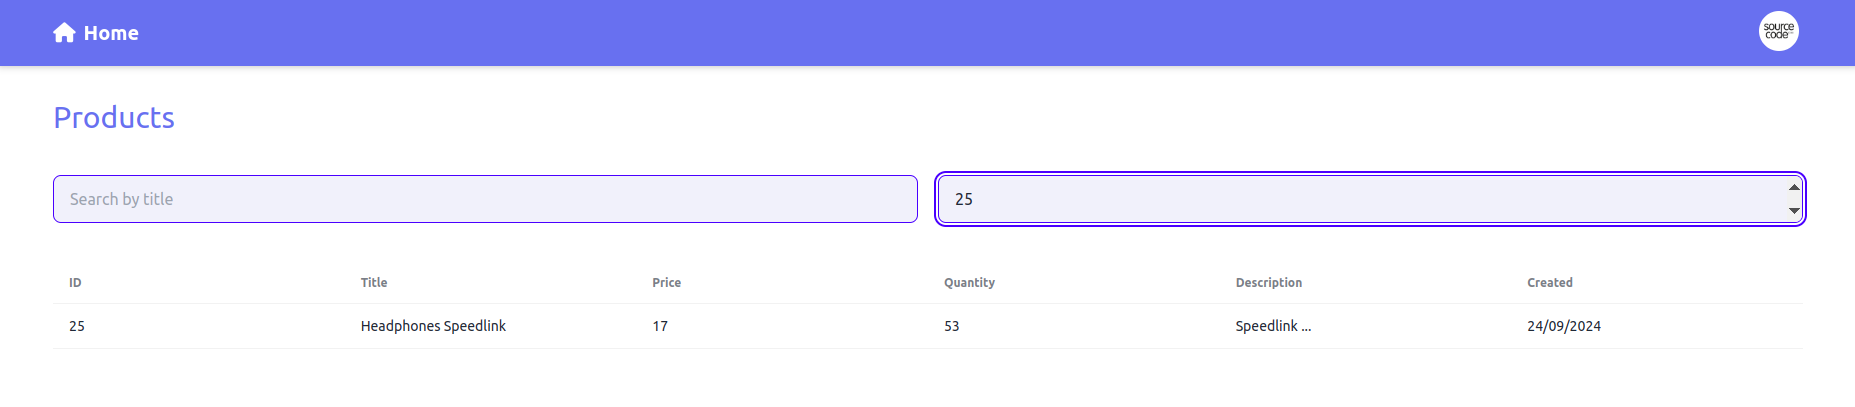 Home
source
code
Products
Search by title
25
ID Title Price Quantity Description Created
25 Headphones Speedlink 17 53 Speedlink ... 24/09/2024